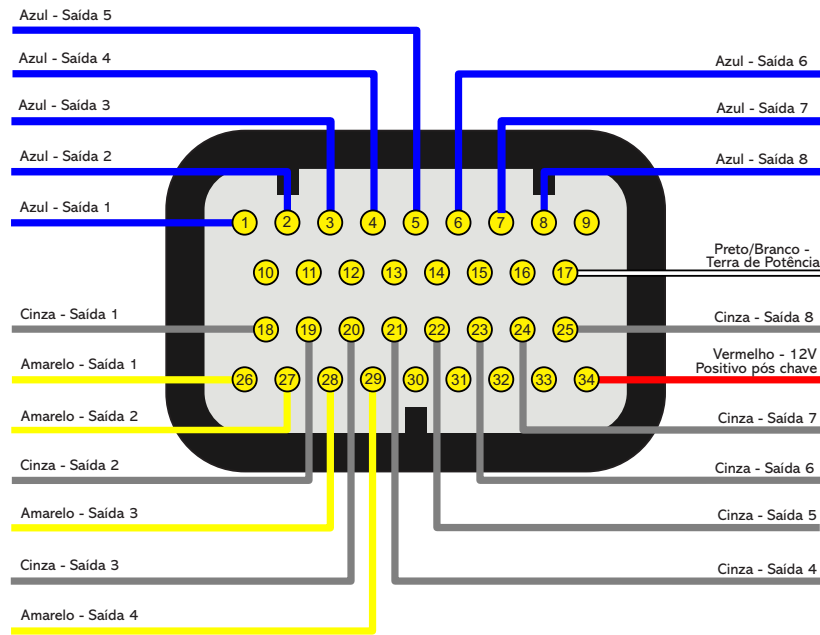 Azul - Saída 5
Azul - Saída 4
Azul - Saída 6
Azul - Saída 3
Azul - Saída 7
Azul - Saída 2
Azul - Saída 8
Azul - Saída 1
1 2 3 4 5 6 7 8 9
Preto/Branco -
Terra de Potência
10 11 12 13 14 15 16 17
Cinza - Saída 1
Cinza - Saída 8
18 19 20 21 22 23 24 25
Amarelo - Saída 1
Vermelho - 12V
Positivo pós chave
26 27 28 29 30 31 32 33 34
Amarelo - Saída 2
Cinza - Saída 7
Cinza - Saída 2
Cinza - Saída 6
Amarelo - Saída 3
Cinza - Saída 5
Cinza - Saída 3
Cinza - Saída 4
Amarelo - Saída 4